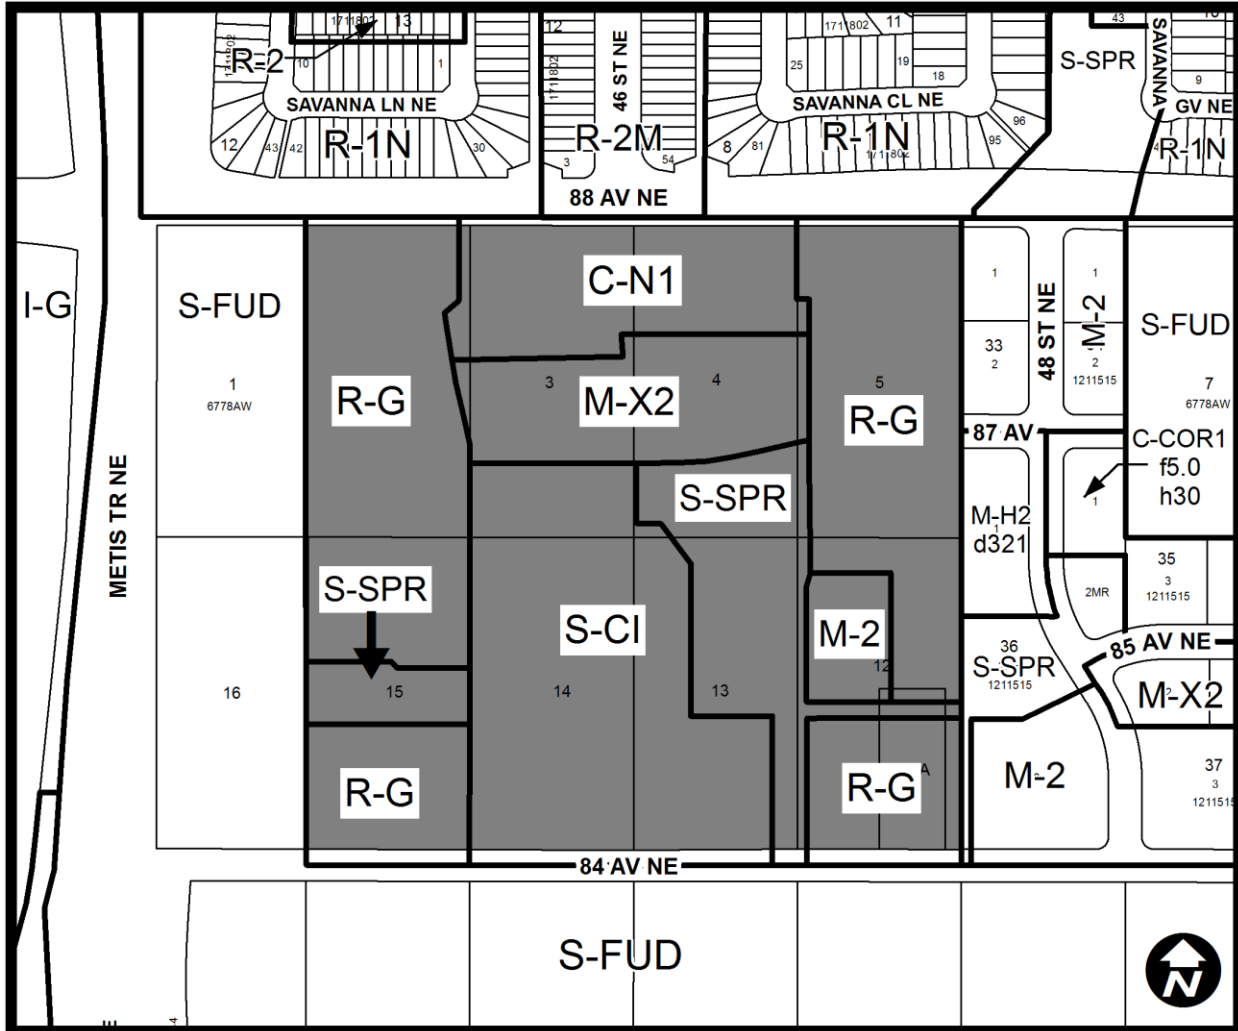 1711802
13
12
1711802
11
43
SAVANNA
R-2
10
1
1711802
46 ST NE
25
19
18
S-SPR
9
SAVANNA LN NE
SAVANNA CL NE
GV NE
12
43
42
R-1N
30
R-2M
3
54
8
81
R-1N
1711802
95
96
R-1N
88 AV NE
I-G
S-FUD
1
6778AW
R-G
C-N1
3
4
M-X2
5
R-G
1
33
2
48 ST NE
1
M-2
2
1211515
S-FUD
7
6778AW
87 AV
C-COR1
f5.0
h30
1
METIS TR NE
S-SPR
M-H2
1
d321
S-SPR
S-CI
M-2
12
2MR
35
3
1211515
85 AV NE
36
S-SPR
1211515
16
15
14
13
M-X2
2
R-G
R-G
A
M-2
37
3
1211515
84 AV NE
S-FUD
N